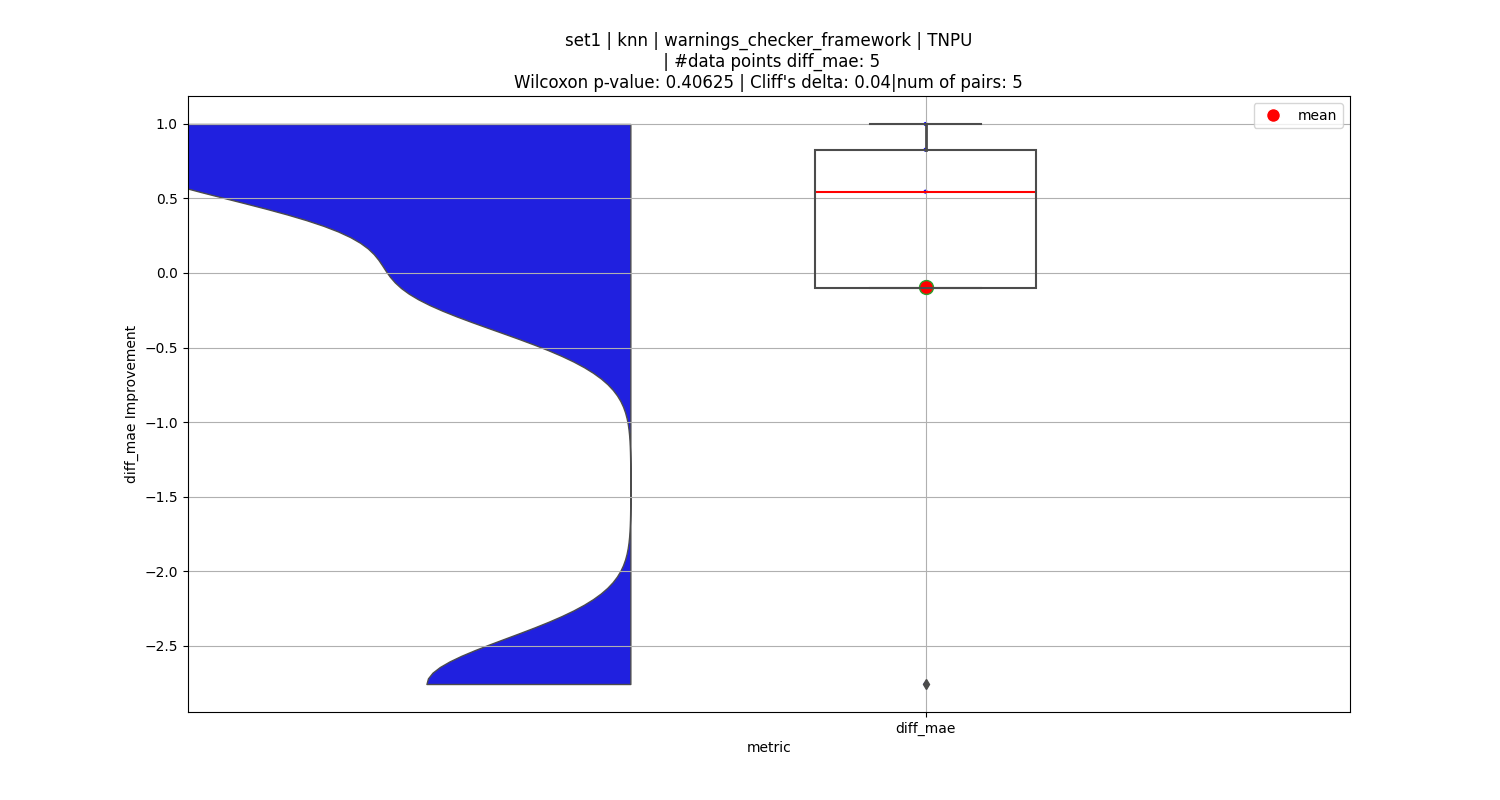 set1 | knn | warnings_checker_framework | TNPU
| #data points diff_mae: 5
Wilcoxon p-value: 0.40625 | Cliff's delta: 0.04|num of pairs: 5
mean
1.0
0.5
0.0
−0.5
−1.0
−1.5
−2.0
−2.5
diff_mae Improvement
diff_mae
metric